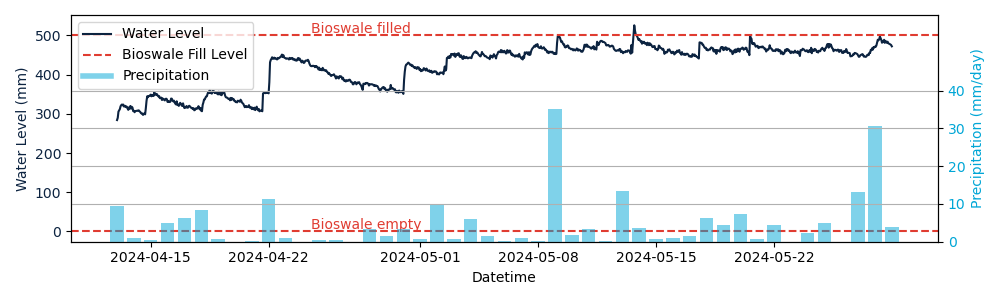 Bioswale filled
Water Level
Bioswale Fill Level
Precipitation
Bioswale empty
500
400
300
200
100
0
Water Level (mm)
40
30
20
10
0
Precipitation (mm/day)
2024-04-15
2024-04-22
2024-05-01
2024-05-08
2024-05-15
2024-05-22
Datetime